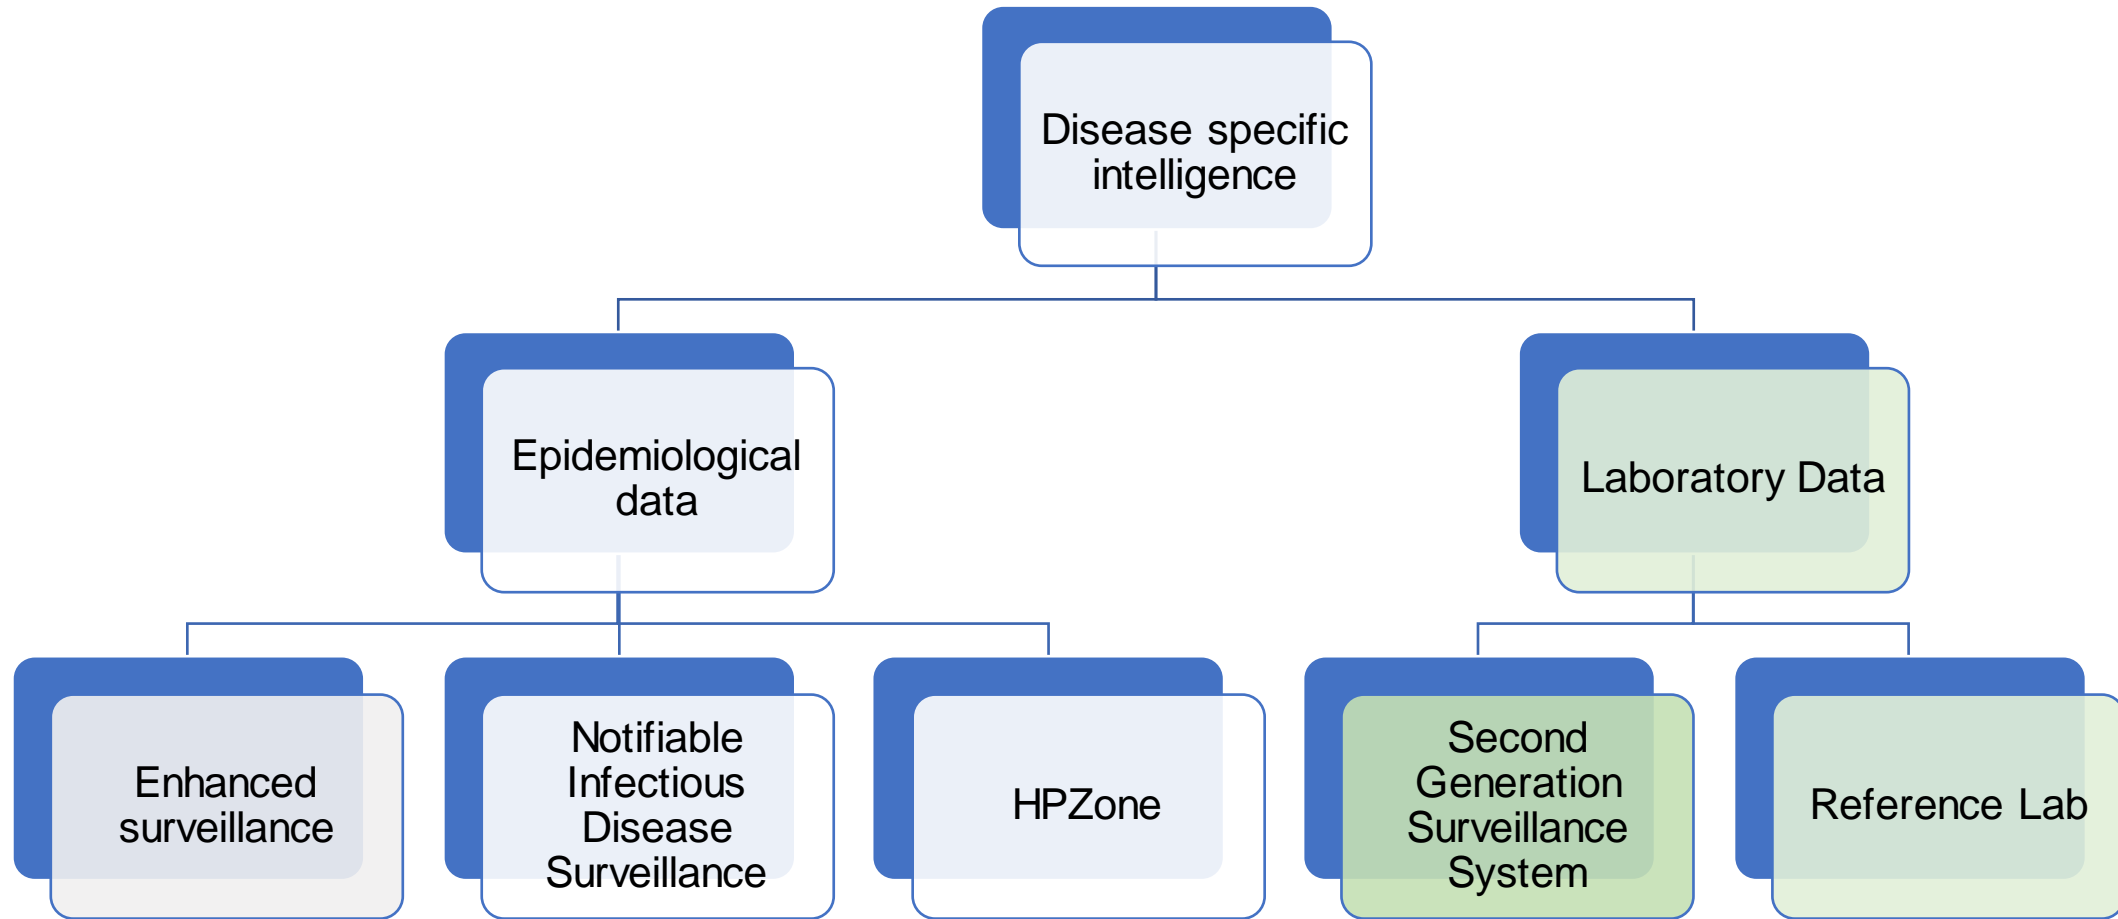 Disease specific
intelligence
Epidemiological
data
Laboratory Data
Enhanced
surveillance
Notifiable
Infectious
Disease
Surveillance
HPZone
Second
Generation
Surveillance
System
Reference Lab